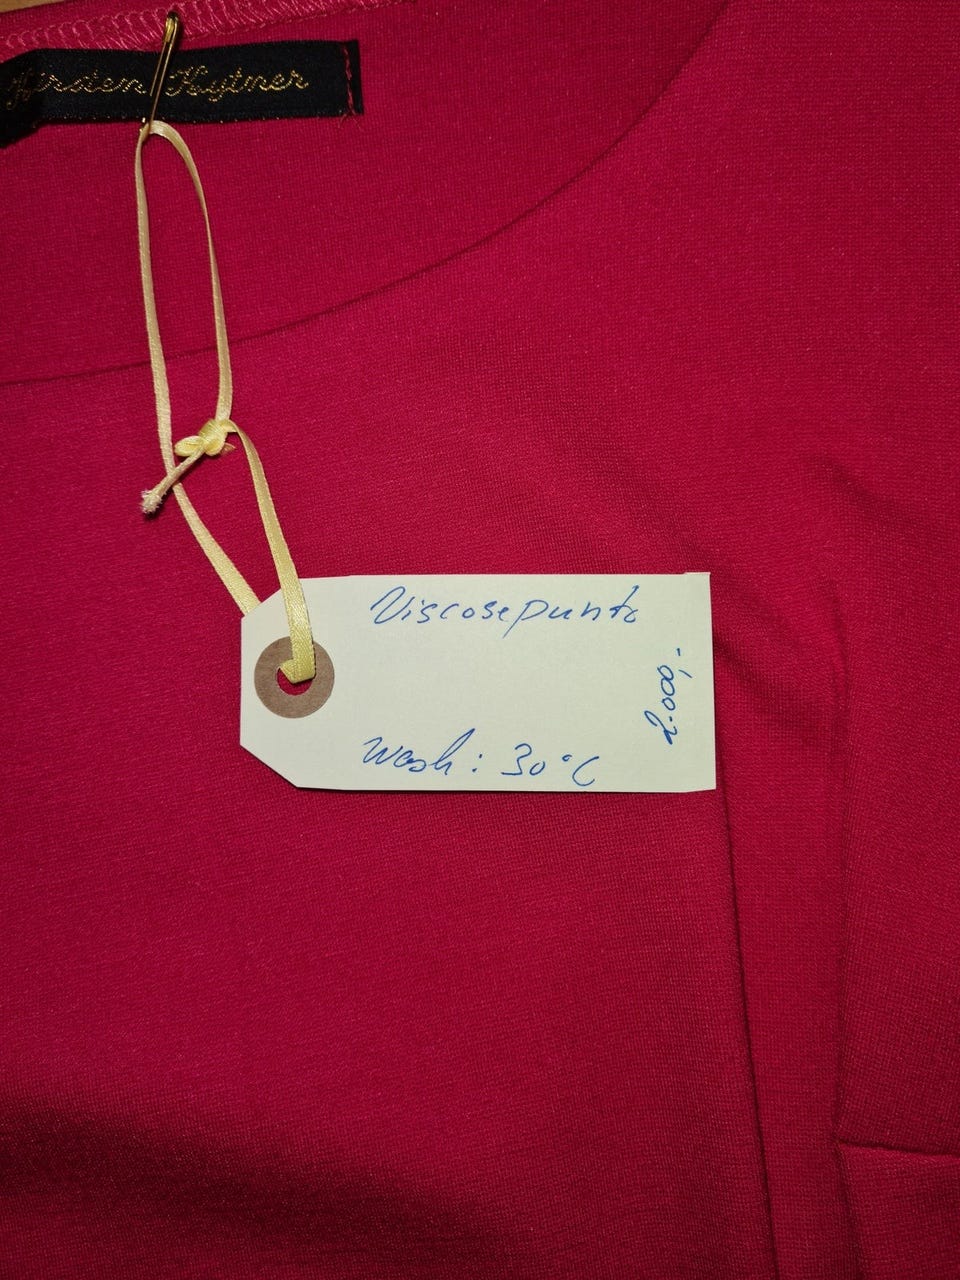 Viscosepunto
Wash: 30°C
2.000,-